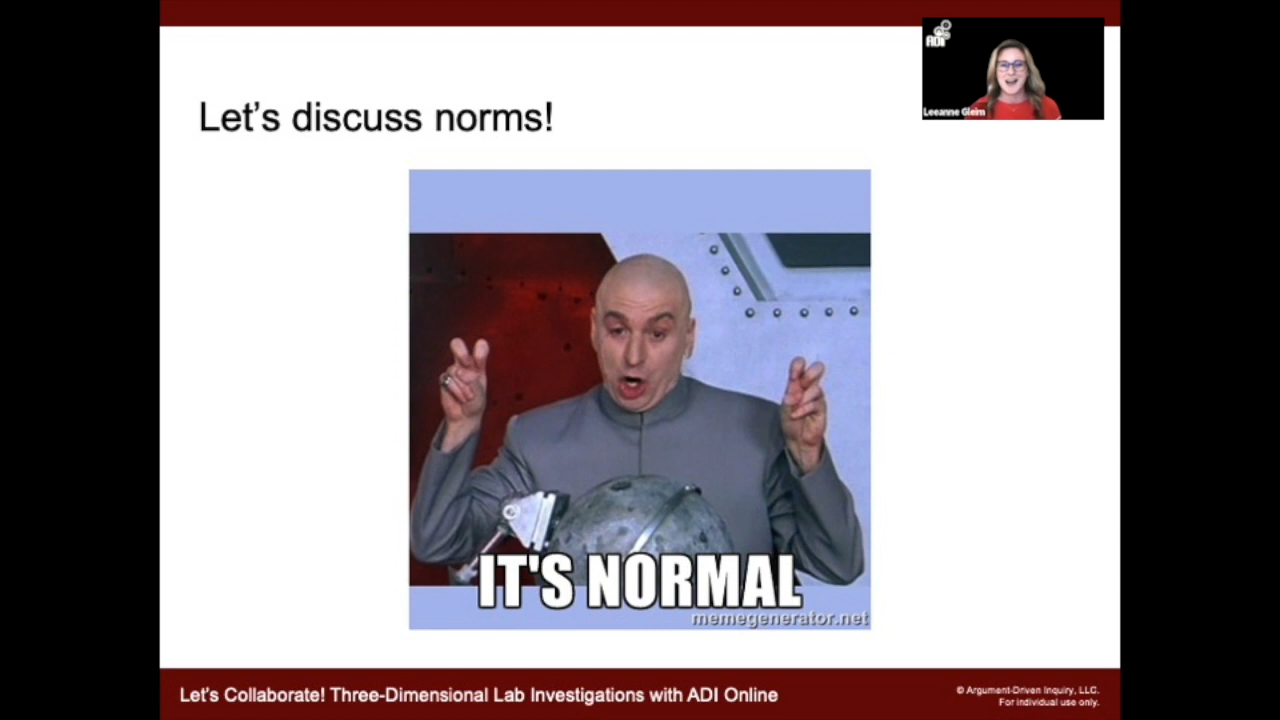 ADI
Leeanne Gleim
Let's discuss norms!
IT'S NORMAL
memegenerator.net
Let's Collaborate! Three-Dimensional Lab Investigations with ADI Online
© Argument-Driven Inquiry, LLC.
For individual use only.